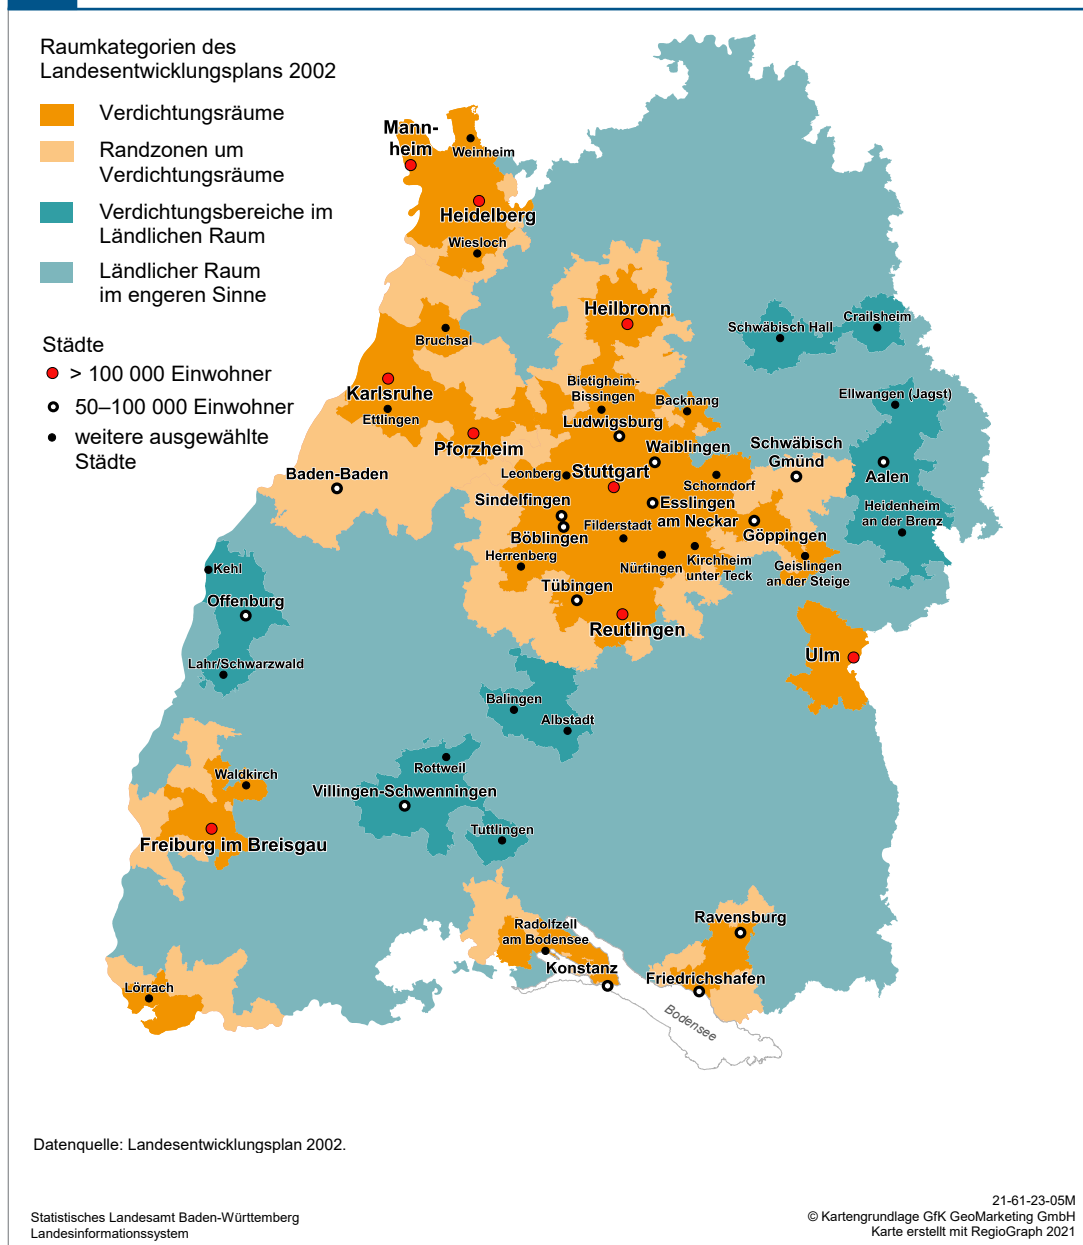 Raumkategorien des
Landesentwicklungsplans 2002
Verdichtungsräume
Randzonen um
Verdichtungsräume
Verdichtungsbereiche im
Ländlichen Raum
Ländlicher Raum
im engeren Sinne
Städte
> 100 000 Einwohner
50–100 000 Einwohner
weitere ausgewählte
Städte
Mann-
heim
Weinheim
Heidelberg
Wiesloch
Heilbronn
Bruchsal
Schwäbisch Hall
Crailsheim
Karlsruhe
Ettlingen
Bietigheim-
Bissingen
Backnang
Ellwangen (Jagst)
Ludwigsburg
Pforzheim
Waiblingen
Schwäbisch
Gmünd
Baden-Baden
Leonberg
Stuttgart
Schorndorf
Aalen
Sindelfingen
Esslingen
am Neckar
Heidenheim
an der Brenz
Böblingen
Filderstadt
Göppingen
Herrenberg
Nürtingen
Kirchheim
unter Teck
Geislingen
an der Steige
Kehl
Tübingen
Offenburg
Reutlingen
Ulm
Lahr/Schwarzwald
Balingen
Albstadt
Rottweil
Waldkirch
Villingen-Schwenningen
Tuttlingen
Freiburg im Breisgau
Radolfzell
am Bodensee
Ravensburg
Konstanz
Friedrichshafen
Lörrach
Bodensee
Datenquelle: Landesentwicklungsplan 2002.
Statistisches Landesamt Baden-Württemberg
Landesinformationssystem
21-61-23-05M
© Kartengrundlage GfK GeoMarketing GmbH
Karte erstellt mit RegioGraph 2021